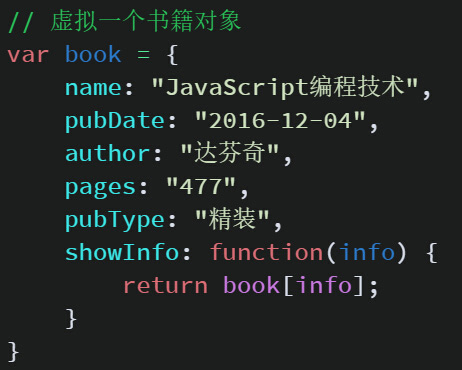 // 虚拟一个书籍对象
var book = {
    name: "JavaScript编程技术",
    pubDate: "2016-12-04",
    author: "达芬奇",
    pages: "477",
    pubType: "精装",
    showInfo: function(info) {
        return book[info];
    }
}